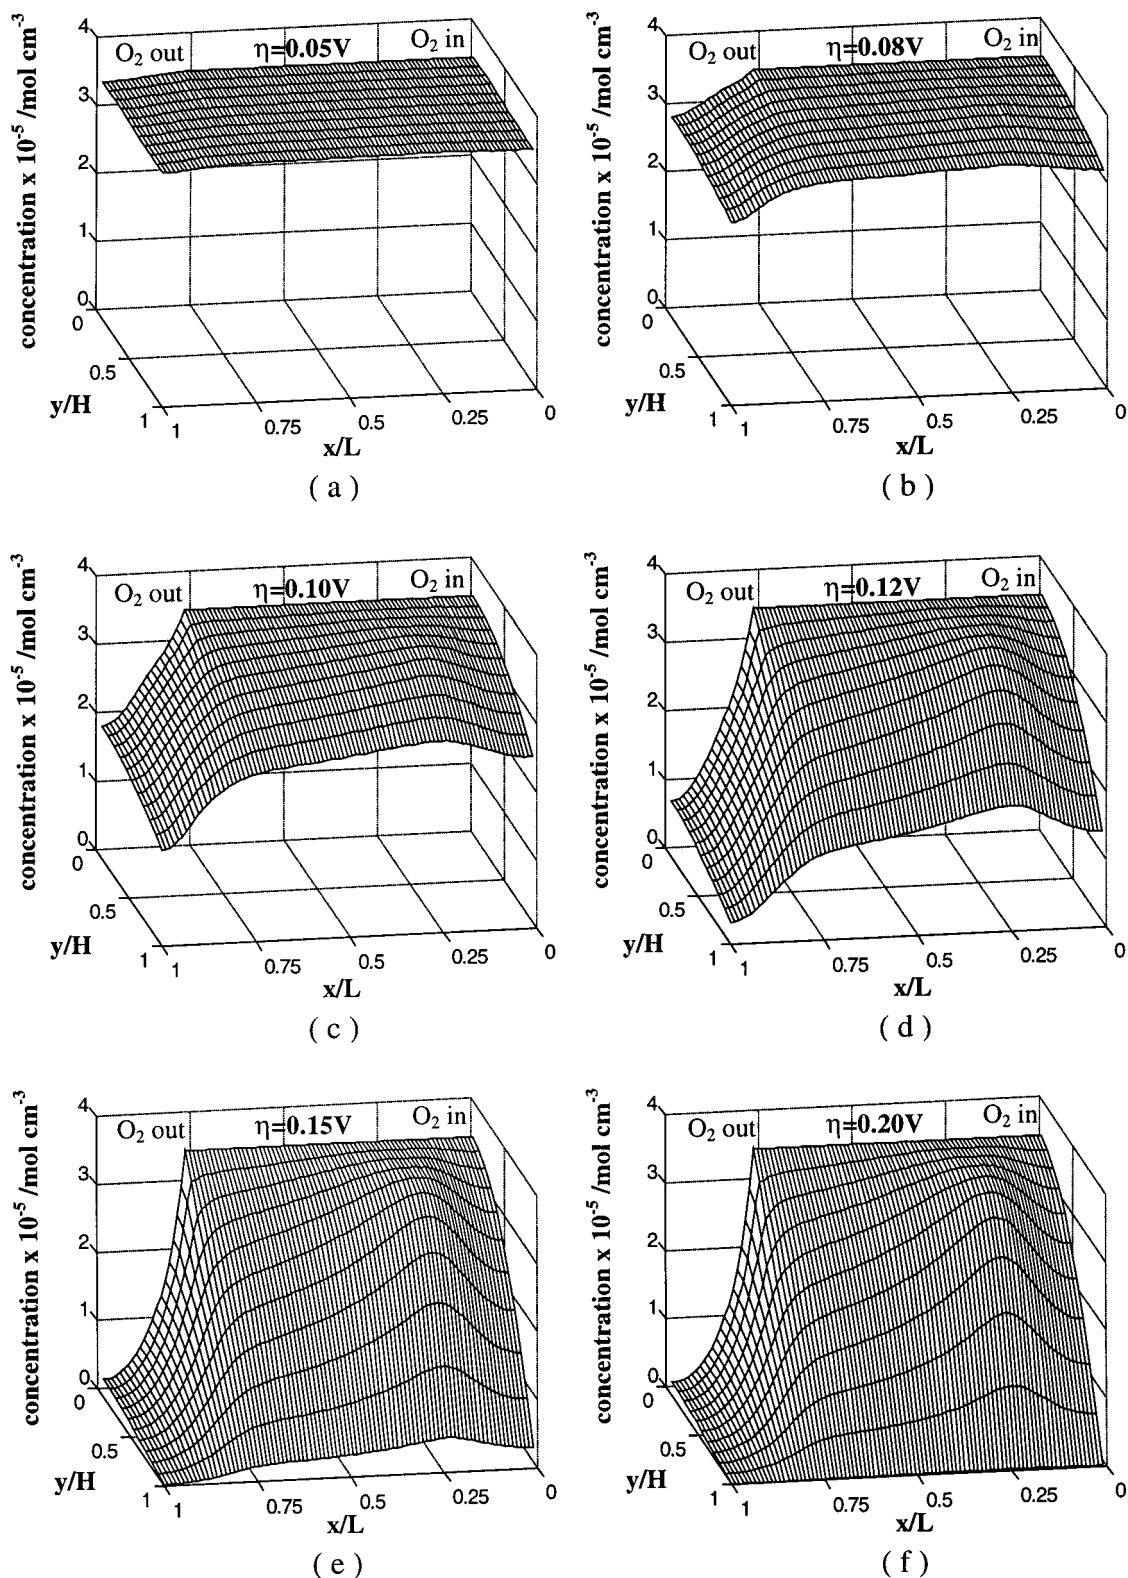 4
O2 out η=0.05V O2 in
3
2
1
0
0
0.5
1
1
0.75
0.5
0.25
0
concentration x 10^-5 /mol cm^-3
y/H
x/L
( a )
4
O2 out η=0.08V O2 in
3
2
1
0
0
0.5
1
1
0.75
0.5
0.25
0
concentration x 10^-5 /mol cm^-3
y/H
x/L
( b )
4
O2 out η=0.10V O2 in
3
2
1
0
0
0.5
1
1
0.75
0.5
0.25
0
concentration x 10^-5 /mol cm^-3
y/H
x/L
( c )
4
O2 out η=0.12V O2 in
3
2
1
0
0
0.5
1
1
0.75
0.5
0.25
0
concentration x 10^-5 /mol cm^-3
y/H
x/L
( d )
4
O2 out η=0.15V O2 in
3
2
1
0
0
0.5
1
1
0.75
0.5
0.25
0
concentration x 10^-5 /mol cm^-3
y/H
x/L
( e )
4
O2 out η=0.20V O2 in
3
2
1
0
0
0.5
1
1
0.75
0.5
0.25
0
concentration x 10^-5 /mol cm^-3
y/H
x/L
( f )